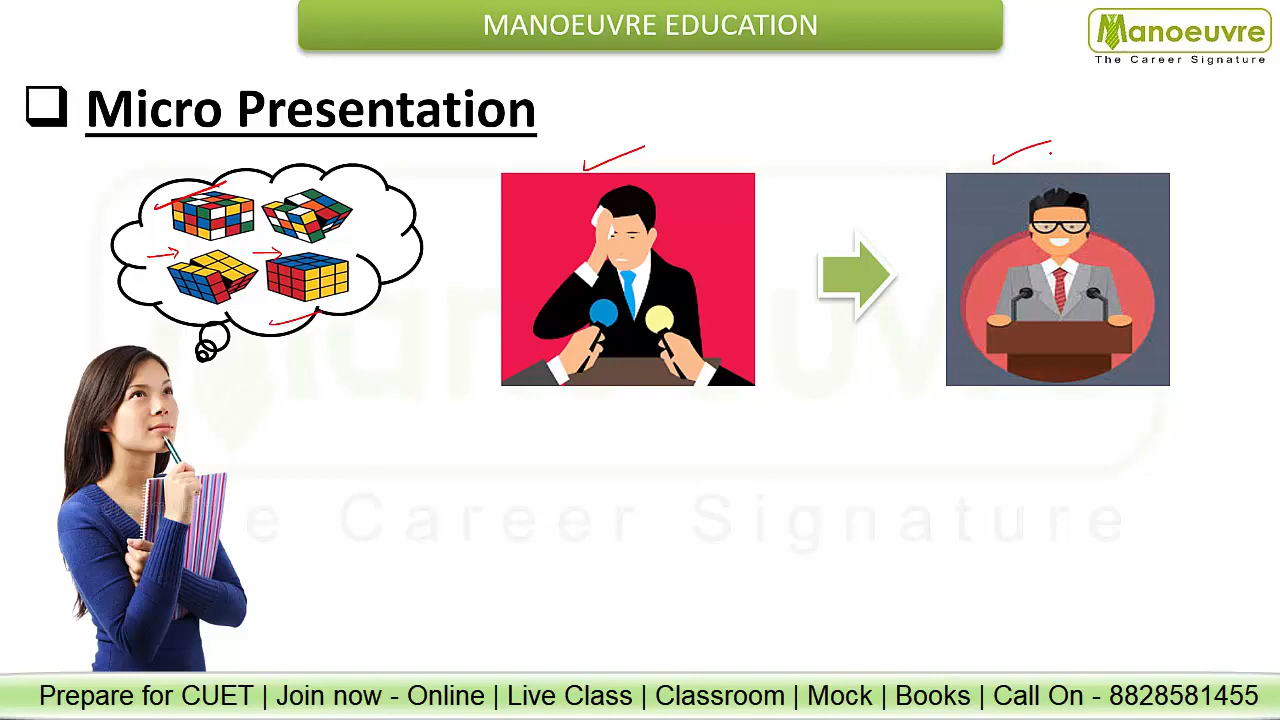 MANOEUVRE EDUCATION
Manoeuvre
The Career Signature
Micro Presentation
The Career Signature
Prepare for CUET | Join now - Online | Live Class | Classroom | Mock | Books | Call On - 8828581455